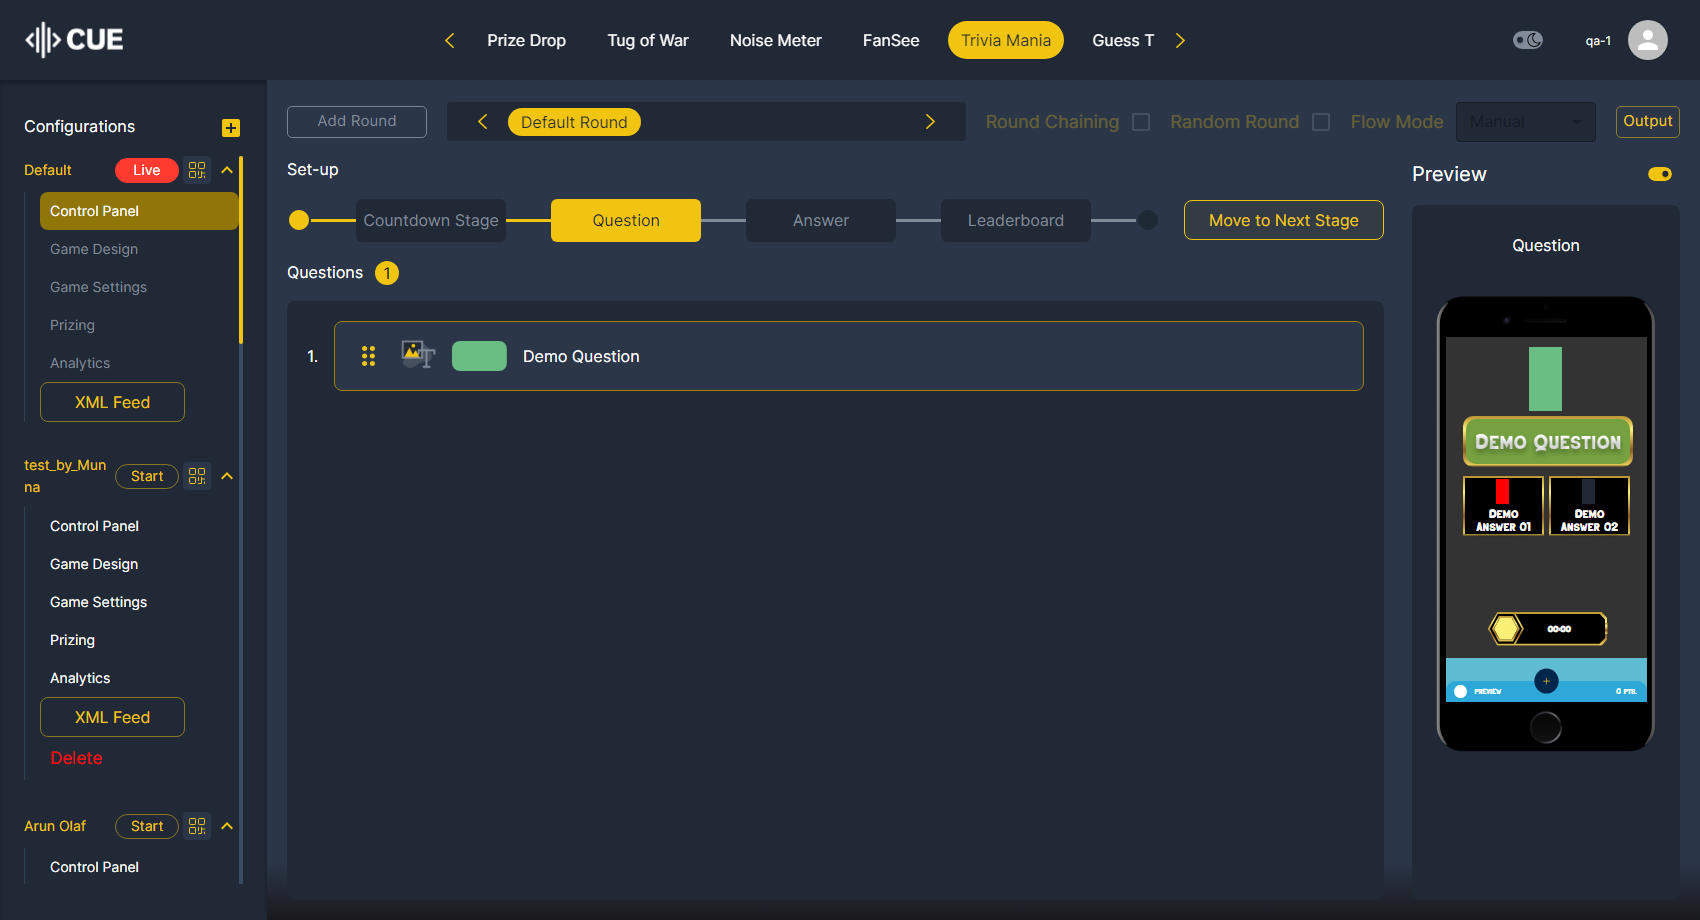 CUE
Prize Drop
Tug of War
Noise Meter
FanSee
Trivia Mania
Guess T
qa-1
Configurations
Default
Live
Control Panel
Game Design
Game Settings
Prizing
Analytics
XML Feed
test_by_Mun
na
Start
Control Panel
Game Design
Game Settings
Prizing
Analytics
XML Feed
Delete
Arun Olaf
Start
Control Panel
Add Round
Default Round
Round Chaining
Random Round
Flow Mode
Manual
Output
Set-up
Countdown Stage
Question
Answer
Leaderboard
Move to Next Stage
Questions
1
1.
Demo Question
Preview
Question
Demo Question
Demo
Answer 01
Demo
Answer 02
00:00
PREVIEW
0 PTS.